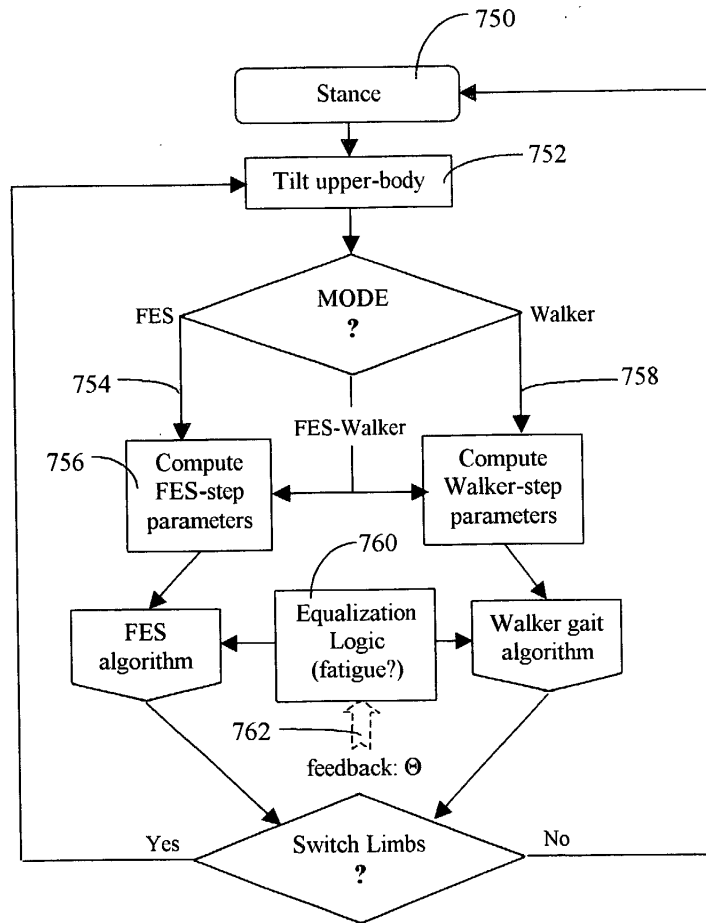 750
Stance
752
Tilt upper-body
MODE
?
FES
Walker
754
758
FES-Walker
756
Compute
FES-step
parameters
Compute
Walker-step
parameters
760
FES
algorithm
Equalization
Logic
(fatigue?)
Walker gait
algorithm
762
feedback: Θ
Yes
Switch Limbs
?
No